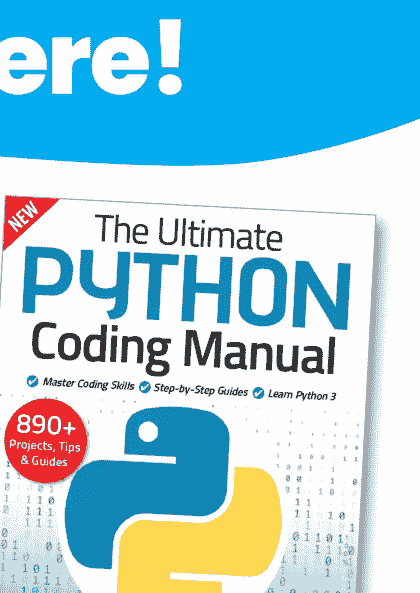 ere!
NEW
The Ultimate
PYTHON
Coding Manual
Master Coding Skills Step-by-Step Guides Learn Python 3
890+
Projects, Tips
& Guides